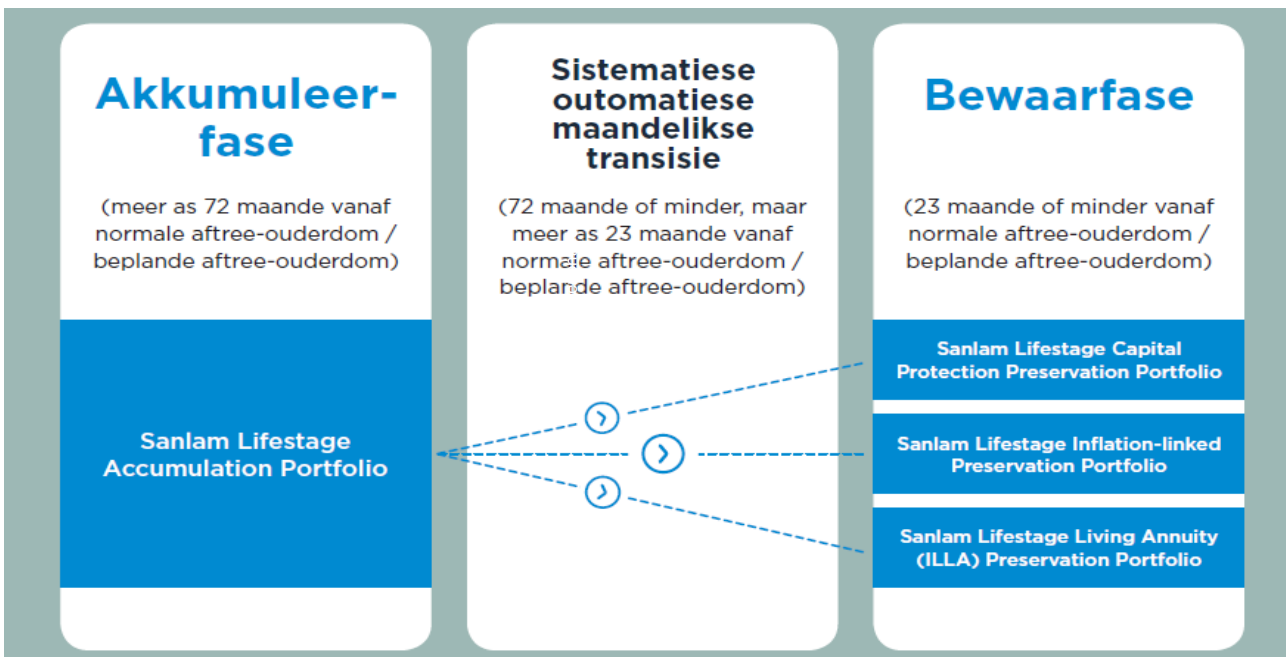 Akkumuleer-
fase
(meer as 72 maande vanaf
normale aftree-ouderdom /
beplande aftree-ouderdom)
Sanlam Lifestage
Accumulation Portfolio
Sistematiese
outomatiese
maandelikse
transisie
(72 maande of minder, maar
meer as 23 maande vanaf
normale aftree-ouderdom /
beplande aftree-ouderdom)
Bewaarfase
(23 maande of minder vanaf
normale aftree-ouderdom /
beplande aftree-ouderdom)
Sanlam Lifestage Capital
Protection Preservation Portfolio
Sanlam Lifestage Inflation-linked
Preservation Portfolio
Sanlam Lifestage Living Annuity
(ILLA) Preservation Portfolio